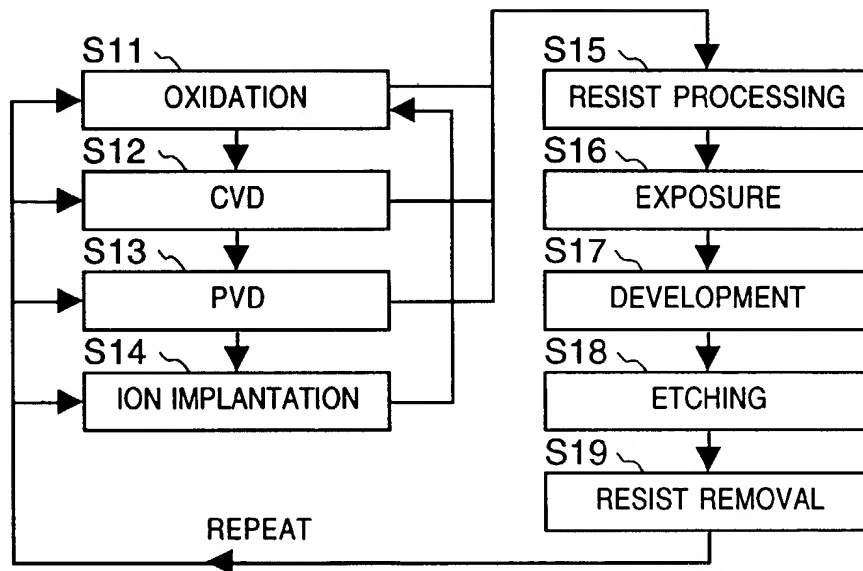 S11
OXIDATION
S12
CVD
S13
PVD
S14
ION IMPLANTATION
S15
RESIST PROCESSING
S16
EXPOSURE
S17
DEVELOPMENT
S18
ETCHING
S19
RESIST REMOVAL
REPEAT